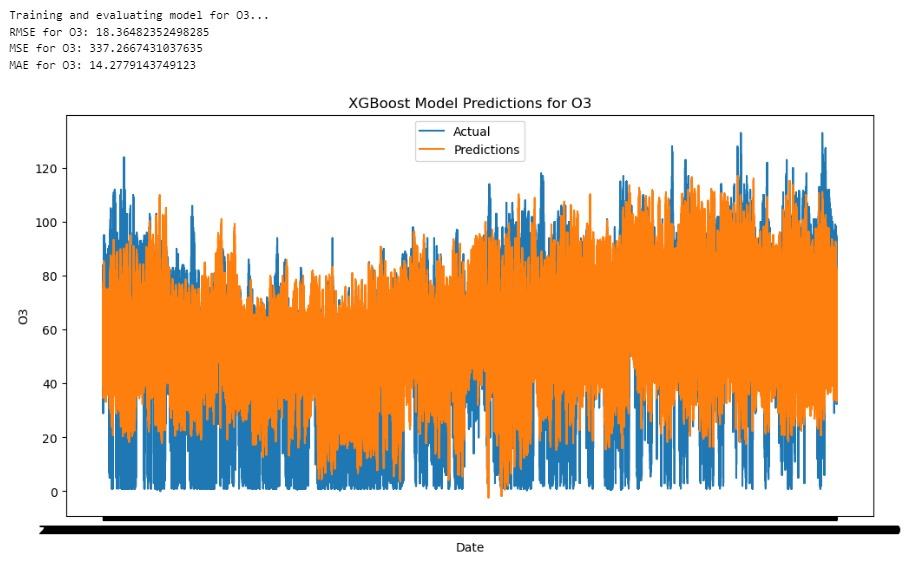 Training and evaluating model for O3...
RMSE for O3: 18.36482352498285
MSE for O3: 337.2667431037635
MAE for O3: 14.2779143749123
XGBoost Model Predictions for O3
Actual
Predictions
120
100
80
60
40
20
0
O3
Date